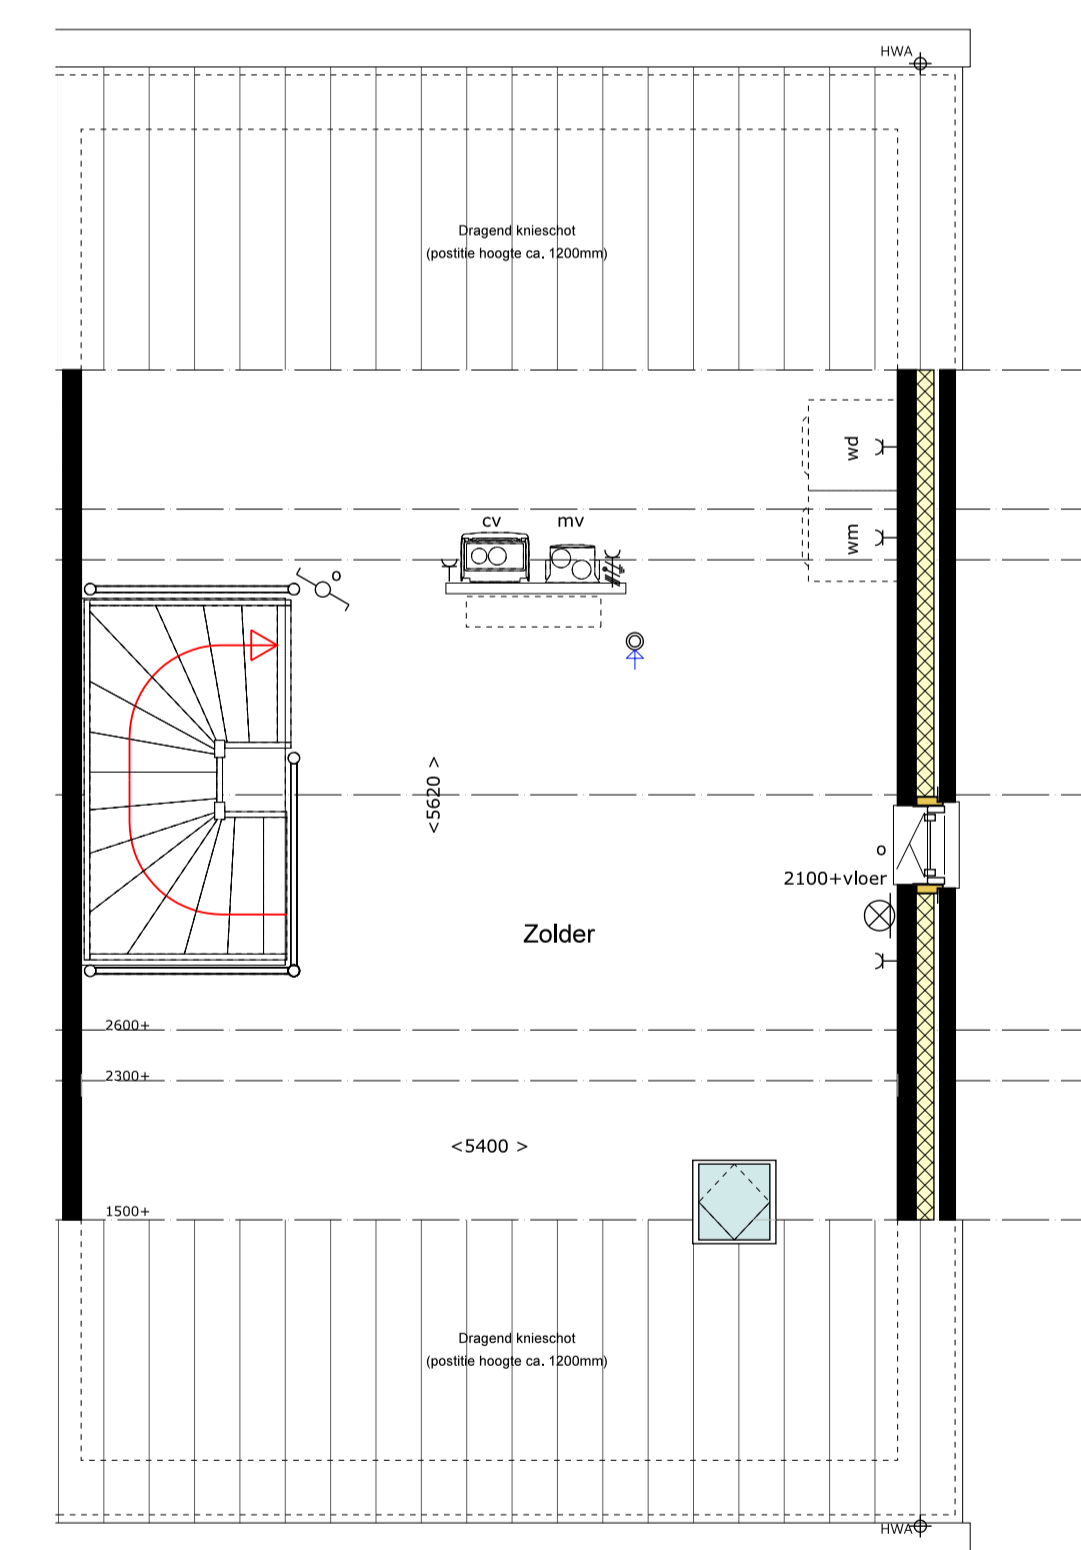 HWA
Dragend knieschot
(postitie hoogte ca. 1200mm)
wd
cv
mv
wm
o
<5620 >
o
2100+vloer
Zolder
2600+
2300+
<5400 >
1500+
Dragend knieschot
(postitie hoogte ca. 1200mm)
HWA